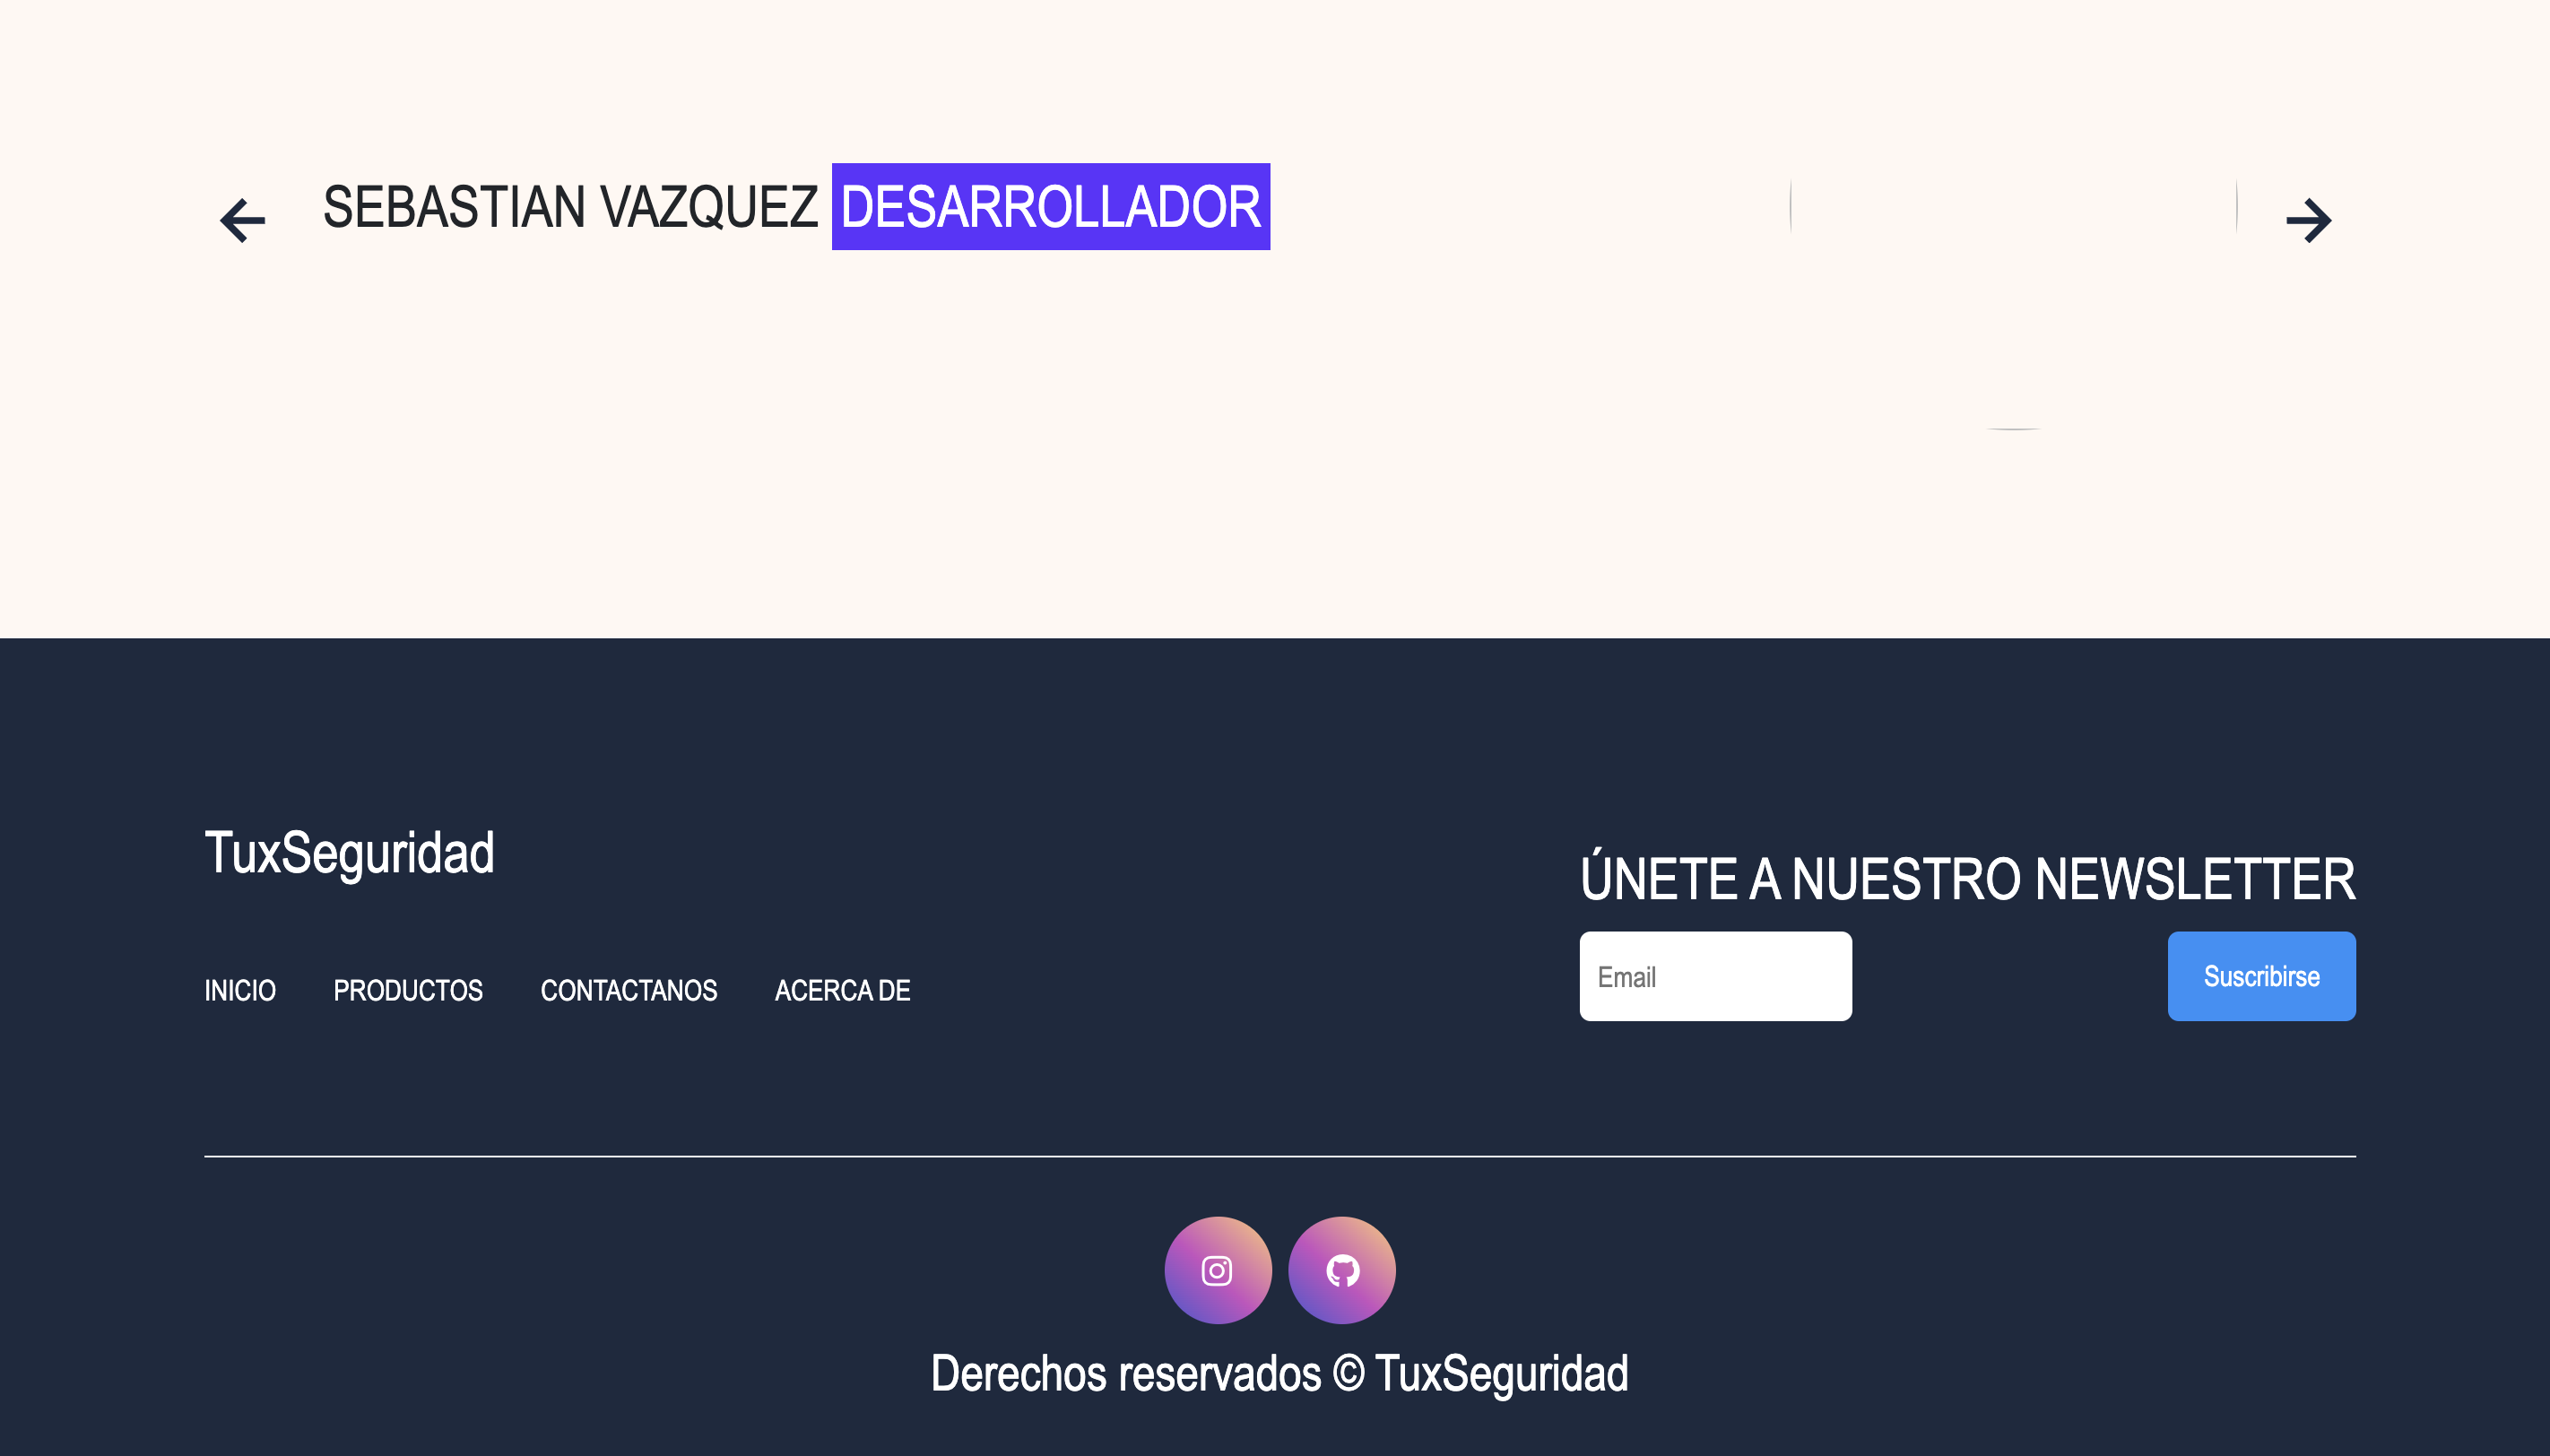 SEBASTIAN VAZQUEZ DESARROLLADOR
TuxSeguridad
INICIO PRODUCTOS CONTACTANOS ACERCA DE
ÚNETE A NUESTRO NEWSLETTER
Email Suscribirse
Derechos reservados © TuxSeguridad